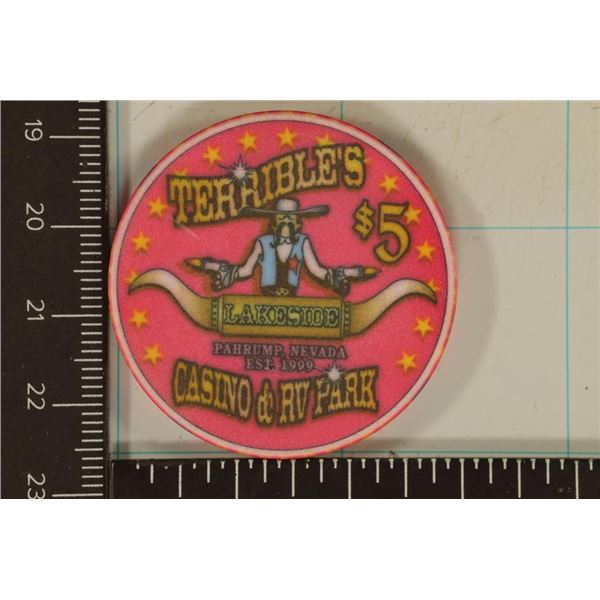 TERRIBLE'S
$5
LAKESIDE
PAHRUMP, NEVADA
EST. 1999
CASINO & RV PARK
19
20
21
22
23